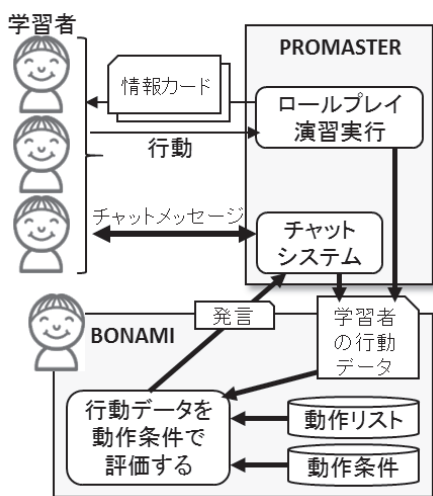 学習者
PROMASTER
情報カード
ロールプレイ
演習実行
行動
チャットメッセージ
チャット
システム
発言
BONAMI
学習者
の行動
データ
行動データを
動作条件で
評価する
動作リスト
動作条件